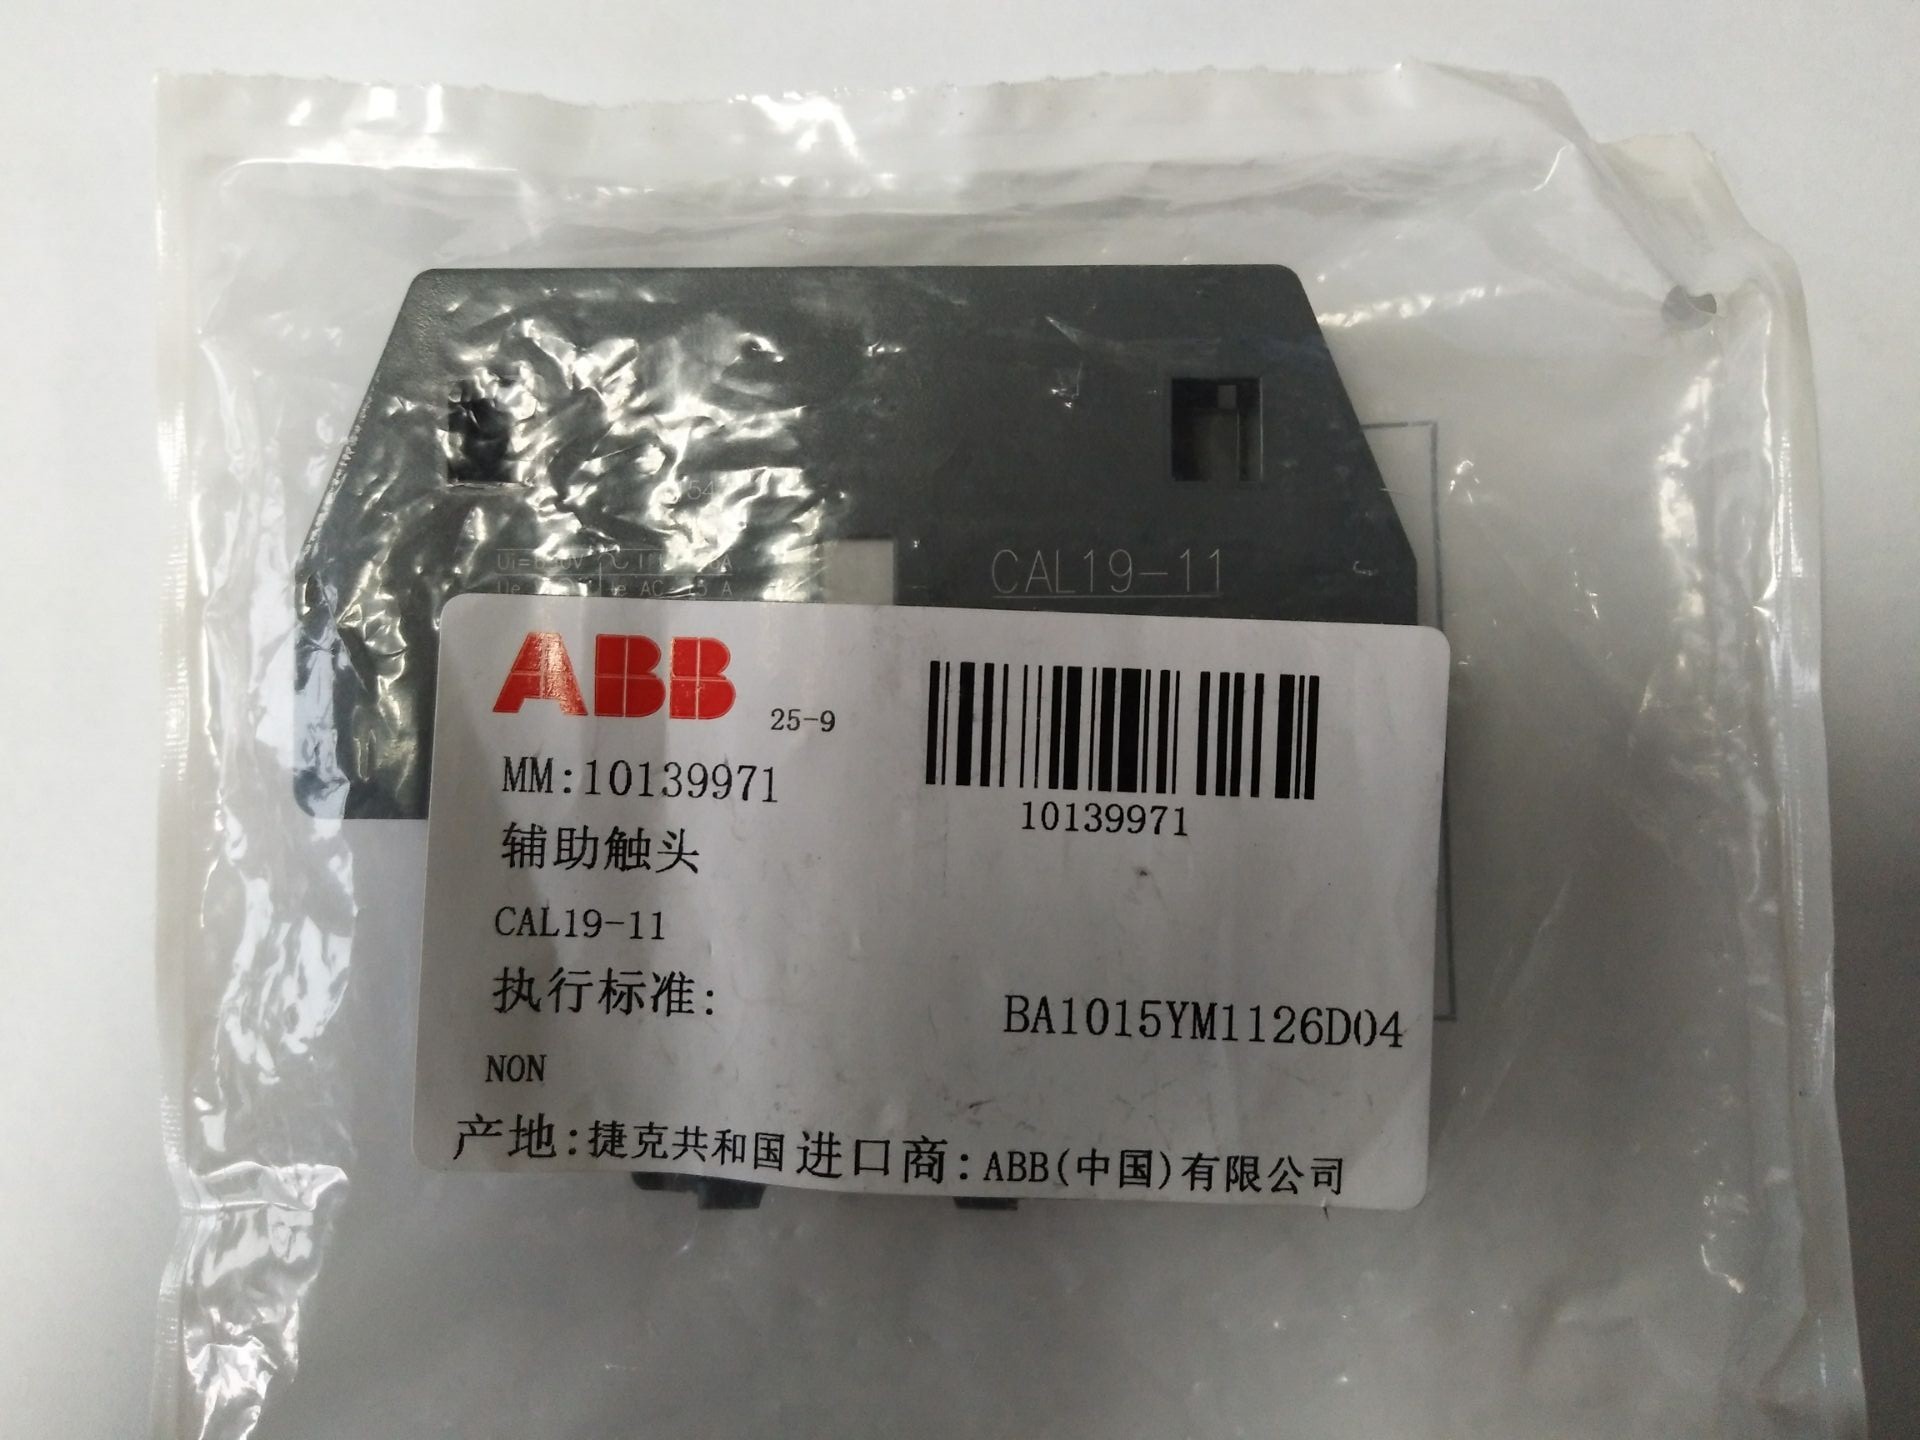 CAL19-11
ABB
25-9
MM:10139971
10139971
辅助触头
CAL19-11
执行标准:
BA1015YM1126D04
NON
产地:捷克共和国 进口商:ABB(中国)有限公司